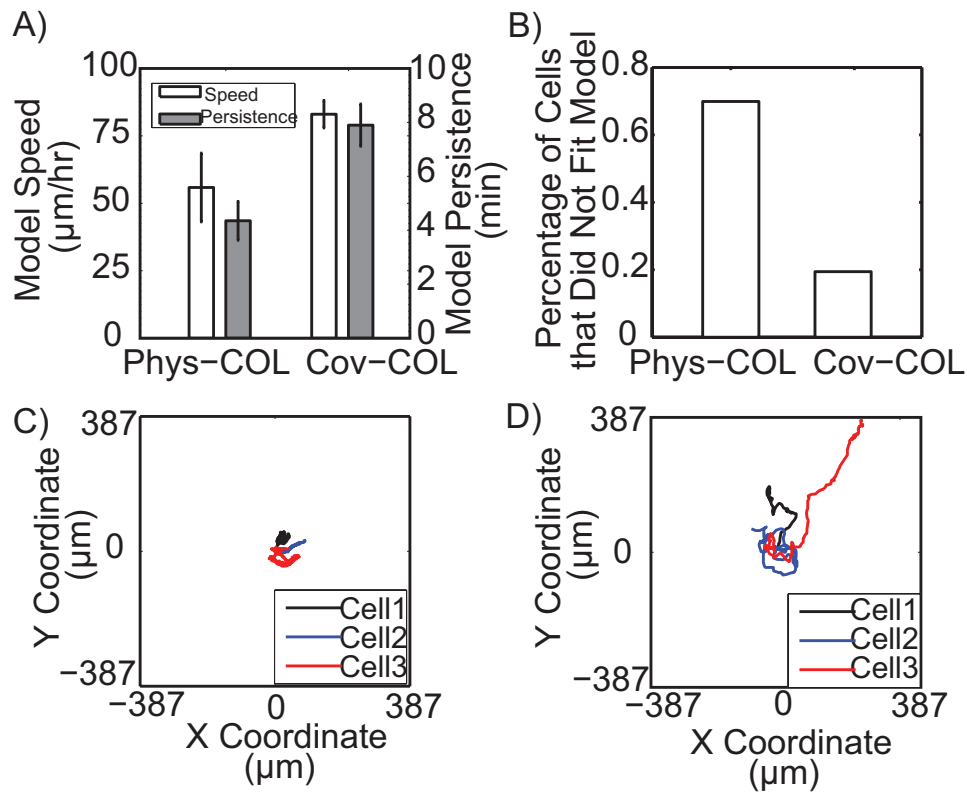 A)
Model Speed
(µm/hr)
100
75
50
25
0
Speed
Persistence
10
8
6
4
2
0
Model Persistence
(min)
Phys−COL
Cov−COL
B)
Percentage of Cells
that Did Not Fit Model
0.8
0.6
0.4
0.2
0
Phys−COL
Cov−COL
C)
Y Coordinate
(µm)
387
0
−387
Cell1
Cell2
Cell3
−387
0
387
X Coordinate
(µm)
D)
Y Coordinate
(µm)
387
0
−387
Cell1
Cell2
Cell3
−387
0
387
X Coordinate
(µm)